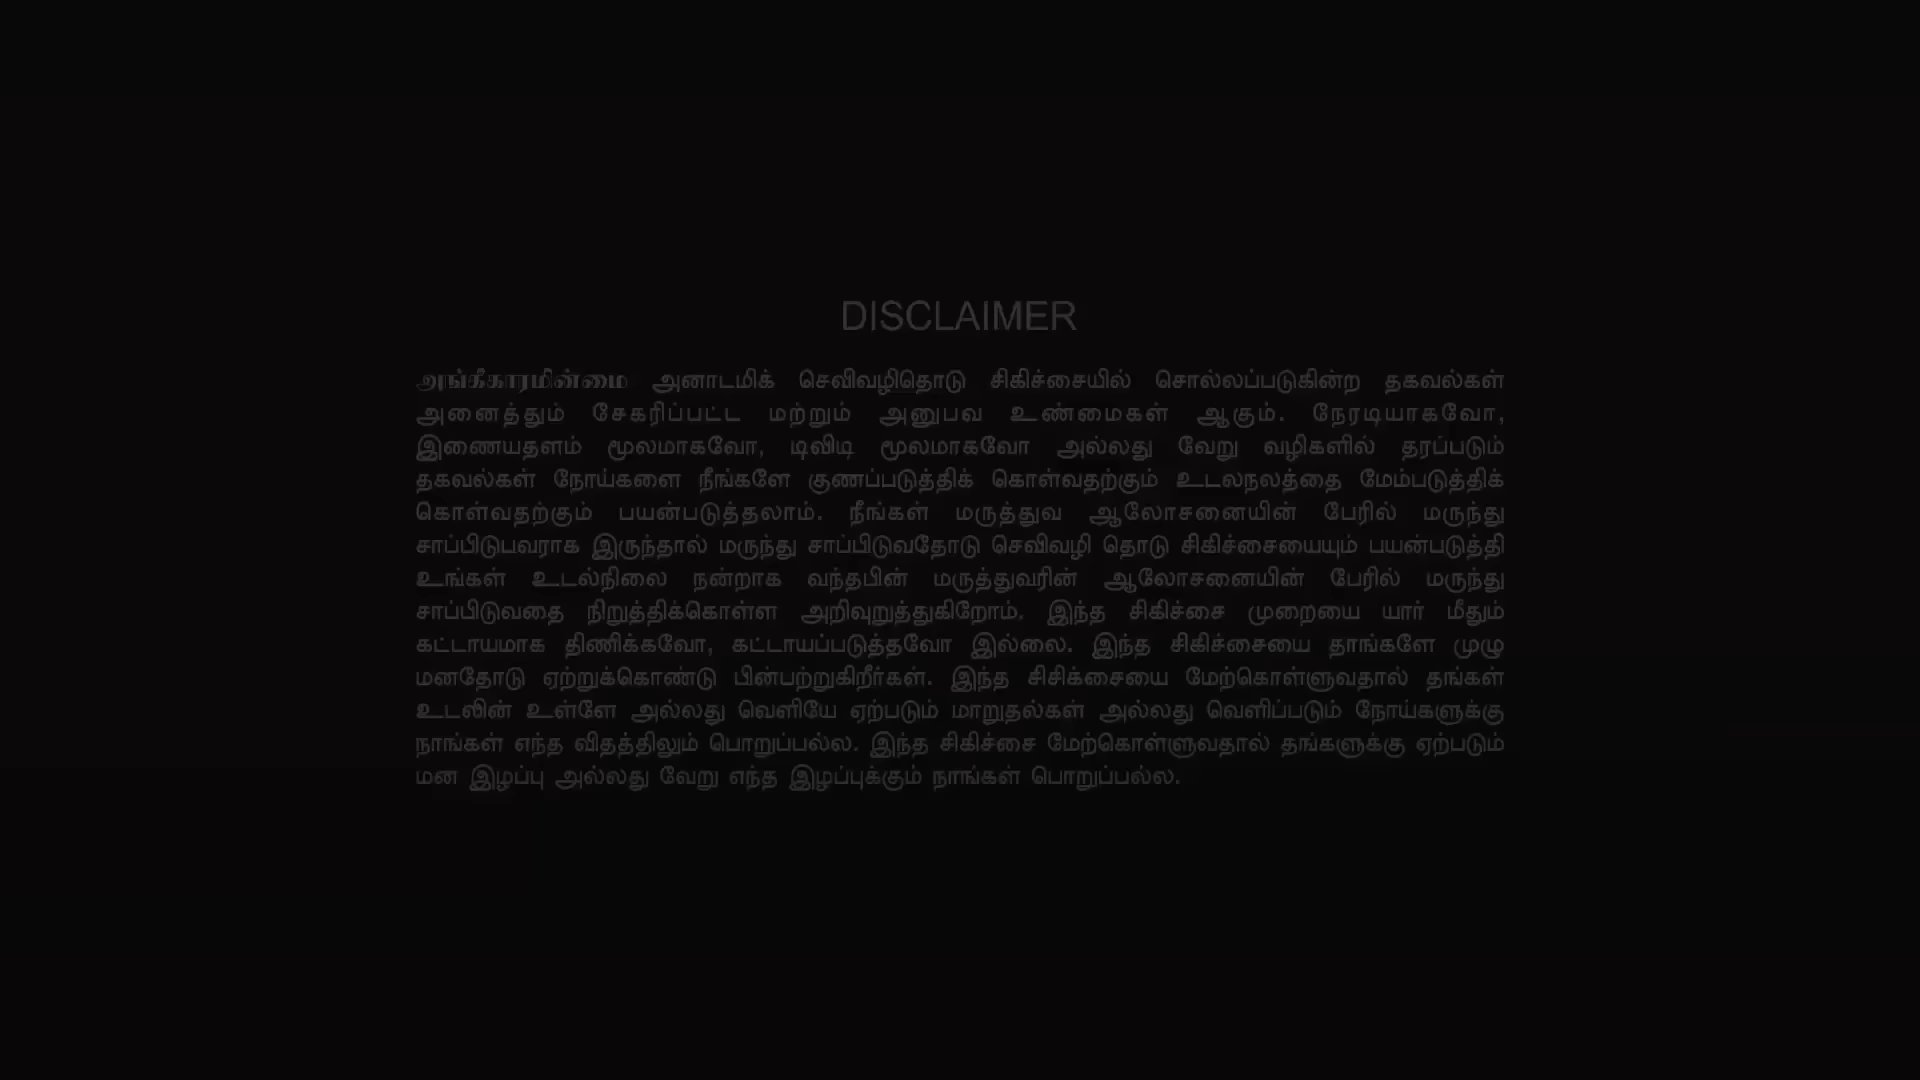 DISCLAIMER
அங்கீகாரமின்மை அனாடமிக் செவிவழிதொடு சிகிச்சையில் சொல்லப்படுகின்ற தகவல்கள்
அனைத்தும் சேகரிப்பட்ட மற்றும் அனுபவ உண்மைகள் ஆகும். நேரடியாகவோ,
இணையதளம் மூலமாகவோ, டிவிடி மூலமாகவோ அல்லது வேறு வழிகளில் தரப்படும்
தகவல்கள் நோய்களை நீங்களே குணப்படுத்திக் கொள்வதற்கும் உடல்நலத்தை மேம்படுத்திக்
கொள்வதற்கும் பயன்படுத்தலாம். நீங்கள் மருத்துவ ஆலோசனையின் பேரில் மருந்து
சாப்பிடுபவராக இருந்தால் மருந்து சாப்பிடுவதோடு செவிவழி தொடு சிகிச்சையையும் பயன்படுத்தி
உங்கள் உடல்நிலை நன்றாக வந்தபின் மருத்துவரின் ஆலோசனையின் பேரில் மருந்து
சாப்பிடுவதை நிறுத்திக்கொள்ள அறிவுறுத்துகிறோம். இந்த சிகிச்சை முறையை யார் மீதும்
கட்டாயமாக திணிக்கவோ, கட்டாயப்படுத்தவோ இல்லை. இந்த சிகிச்சையை தாங்களே முழு
மனதோடு ஏற்றுக்கொண்டு பின்பற்றுகிறீர்கள். இந்த சிசிக்சையை மேற்கொள்ளுவதால் தங்கள்
உடலின் உள்ளே அல்லது வெளியே ஏற்படும் மாறுதல்கள் அல்லது வெளிப்படும் நோய்களுக்கு
நாங்கள் எந்த விதத்திலும் பொறுப்பல்ல. இந்த சிகிச்சை மேற்கொள்ளுவதால் தங்களுக்கு ஏற்படும்
மன இழப்பு அல்லது வேறு எந்த இழப்புக்கும் நாங்கள் பொறுப்பல்ல.